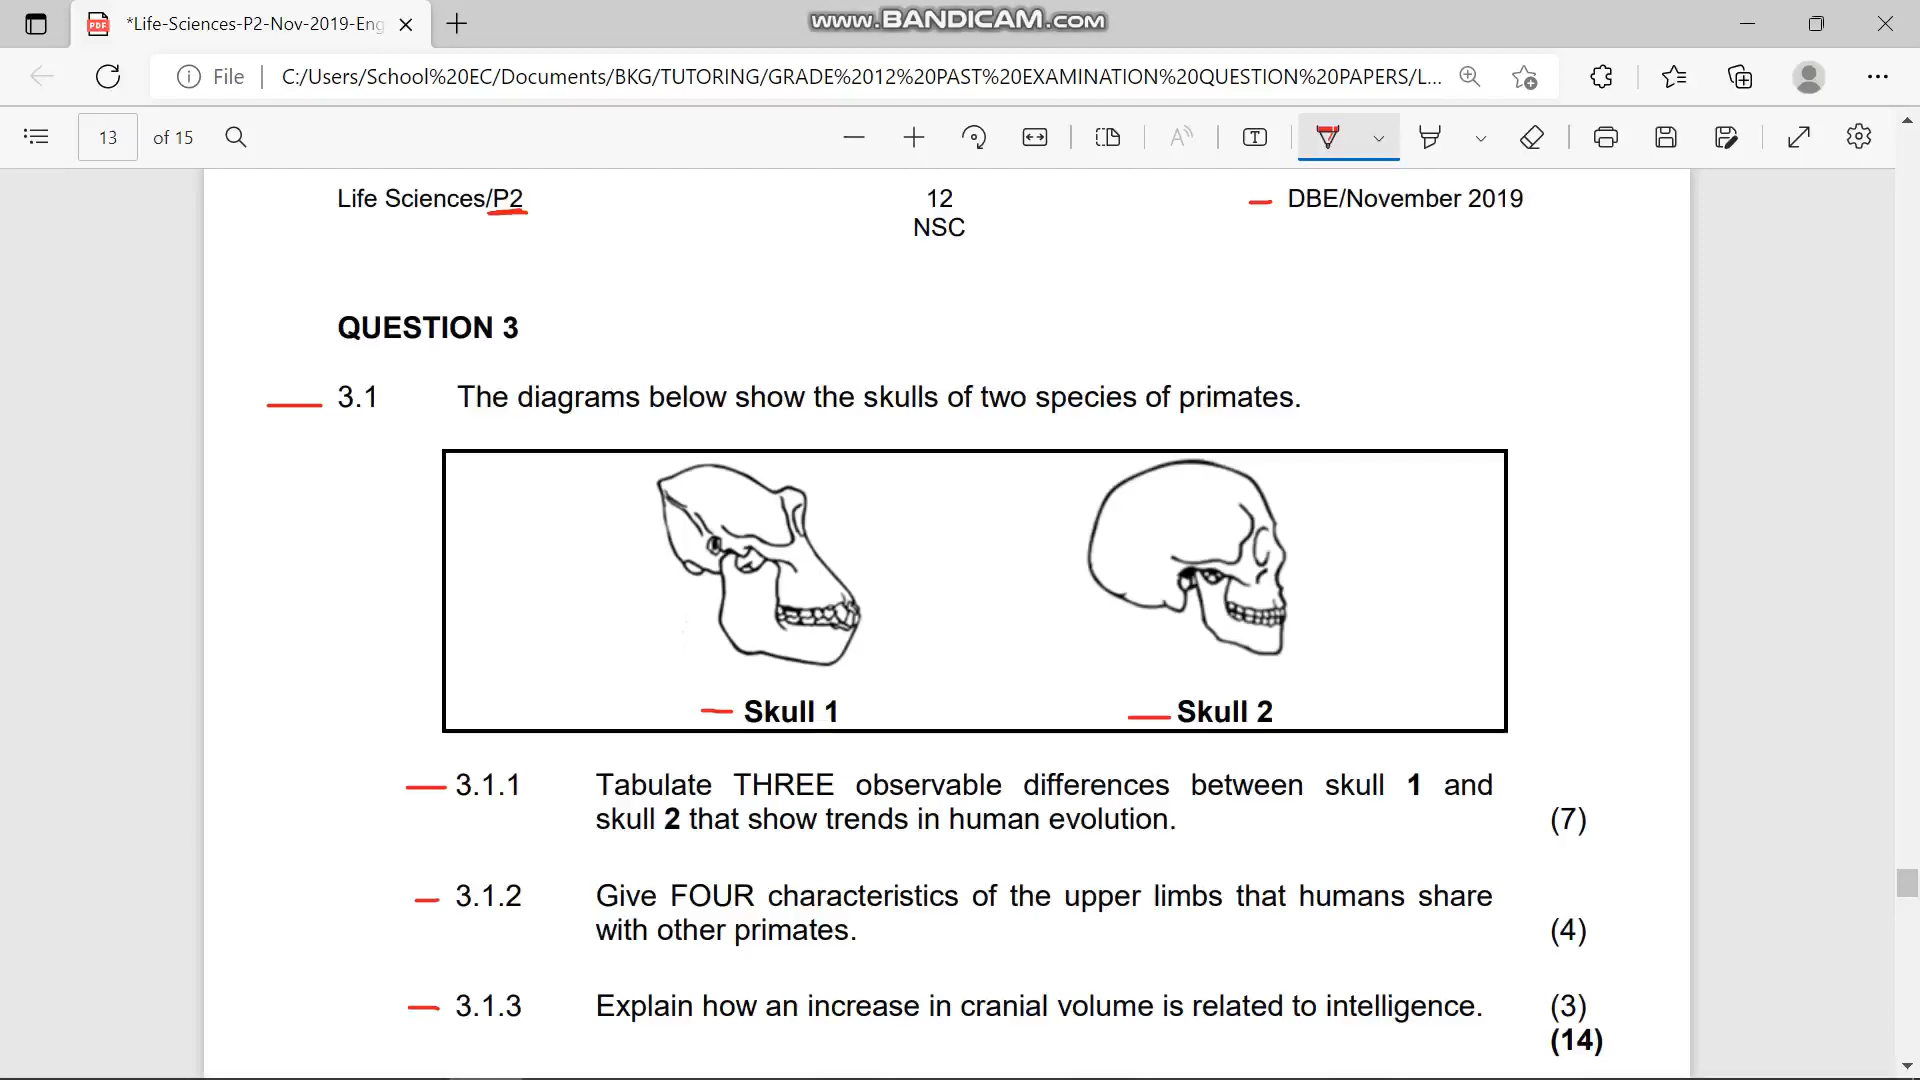 *Life-Sciences-P2-Nov-2019-Eng
www.BANDICAM.com
File
C:/Users/School%20EC/Documents/BKG/TUTORING/GRADE%2012%20PAST%20EXAMINATION%20QUESTION%20PAPERS/L...
13 of 15
Life Sciences/P2 12 DBE/November 2019
NSC
QUESTION 3
3.1 The diagrams below show the skulls of two species of primates.
Skull 1 Skull 2
3.1.1 Tabulate THREE observable differences between skull 1 and
skull 2 that show trends in human evolution. (7)
3.1.2 Give FOUR characteristics of the upper limbs that humans share
with other primates. (4)
3.1.3 Explain how an increase in cranial volume is related to intelligence. (3)
(14)